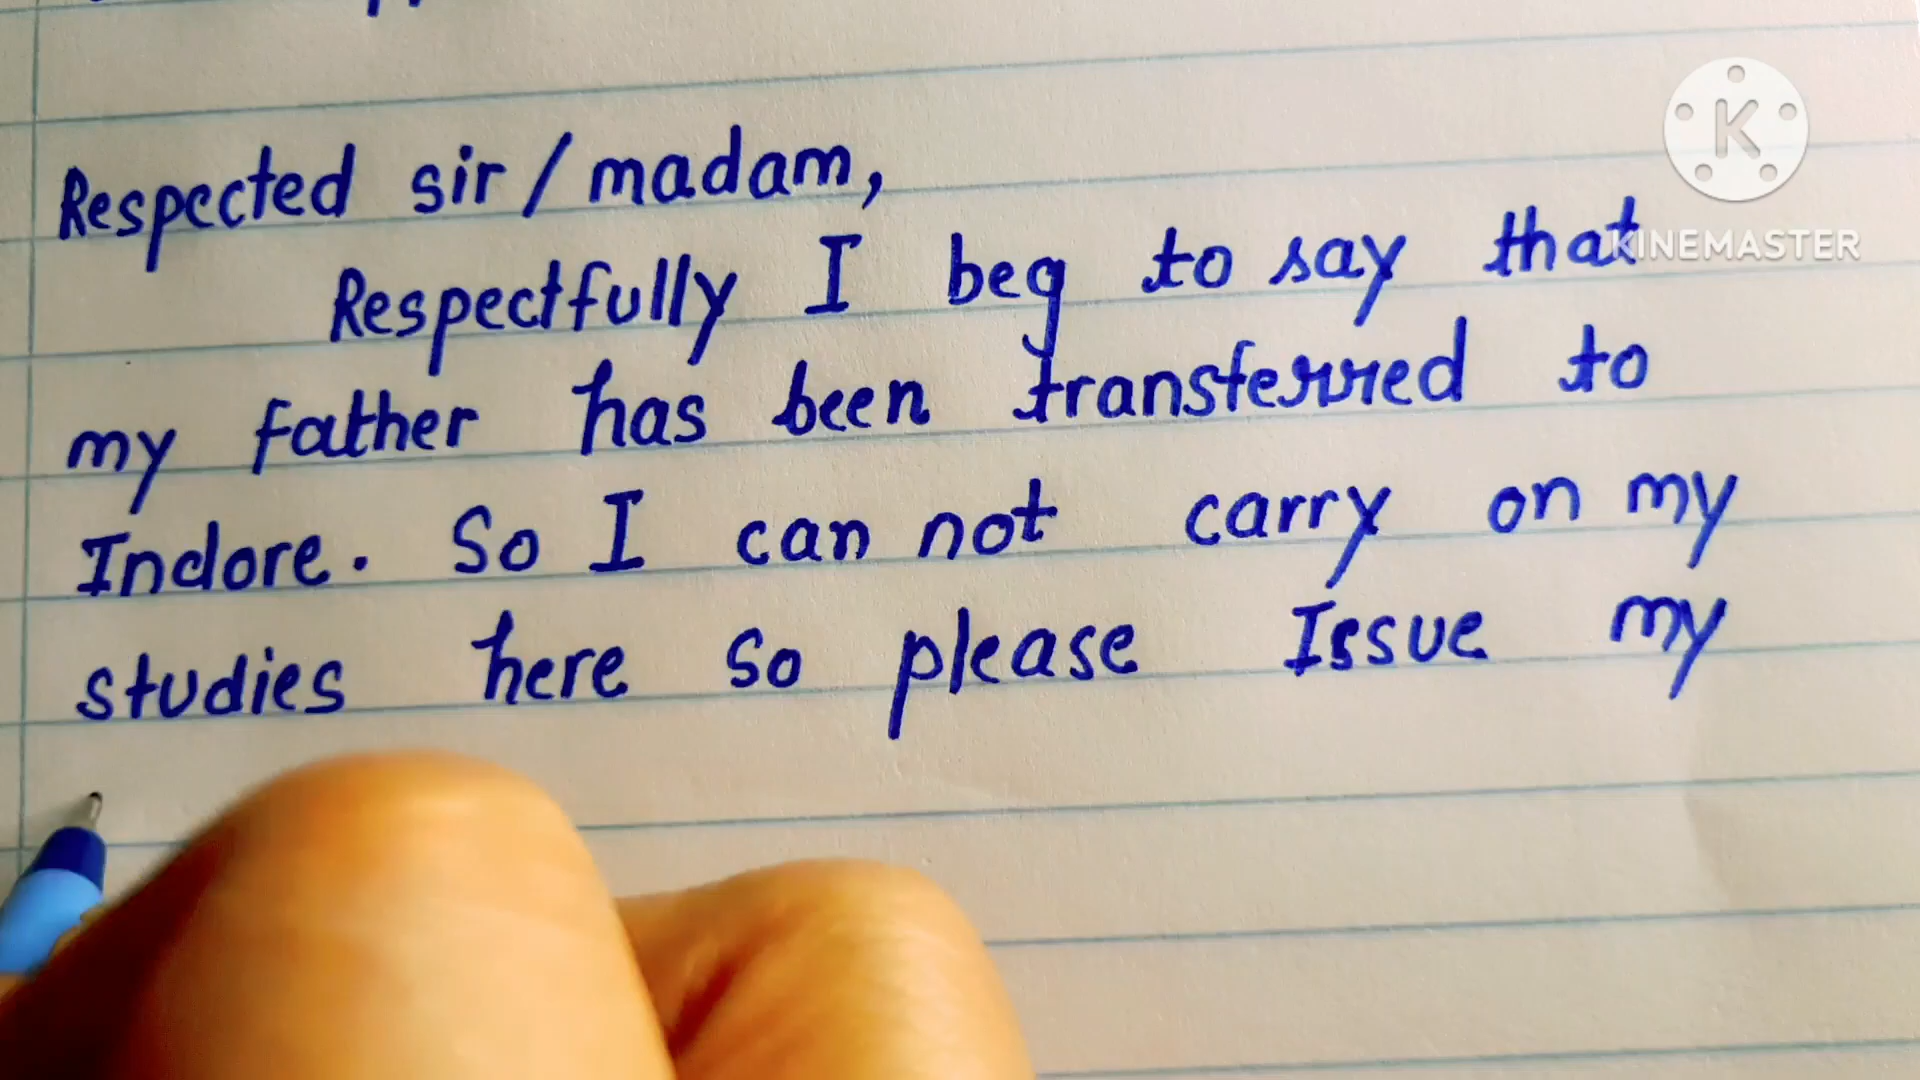 Respected sir / madam,
Respectfully I beg to say that
my father has been transferred to
Indore. So I can not carry on my
studies here so please Issue my
K
KINEMASTER